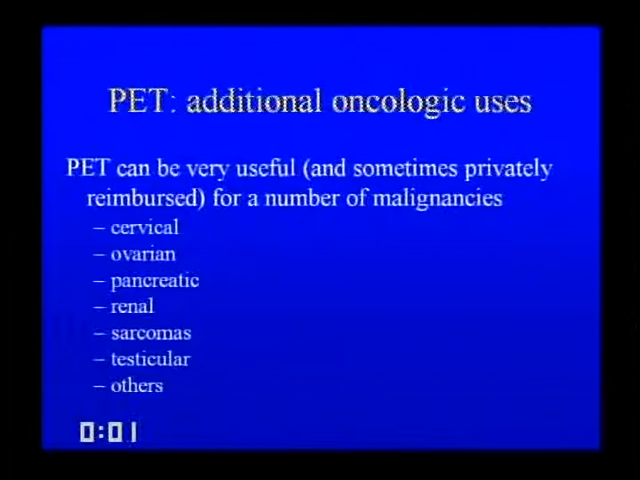 PET: additional oncologic uses
PET can be very useful (and sometimes privately
reimbursed) for a number of malignancies
– cervical
– ovarian
– pancreatic
– renal
– sarcomas
– testicular
– others
0:01